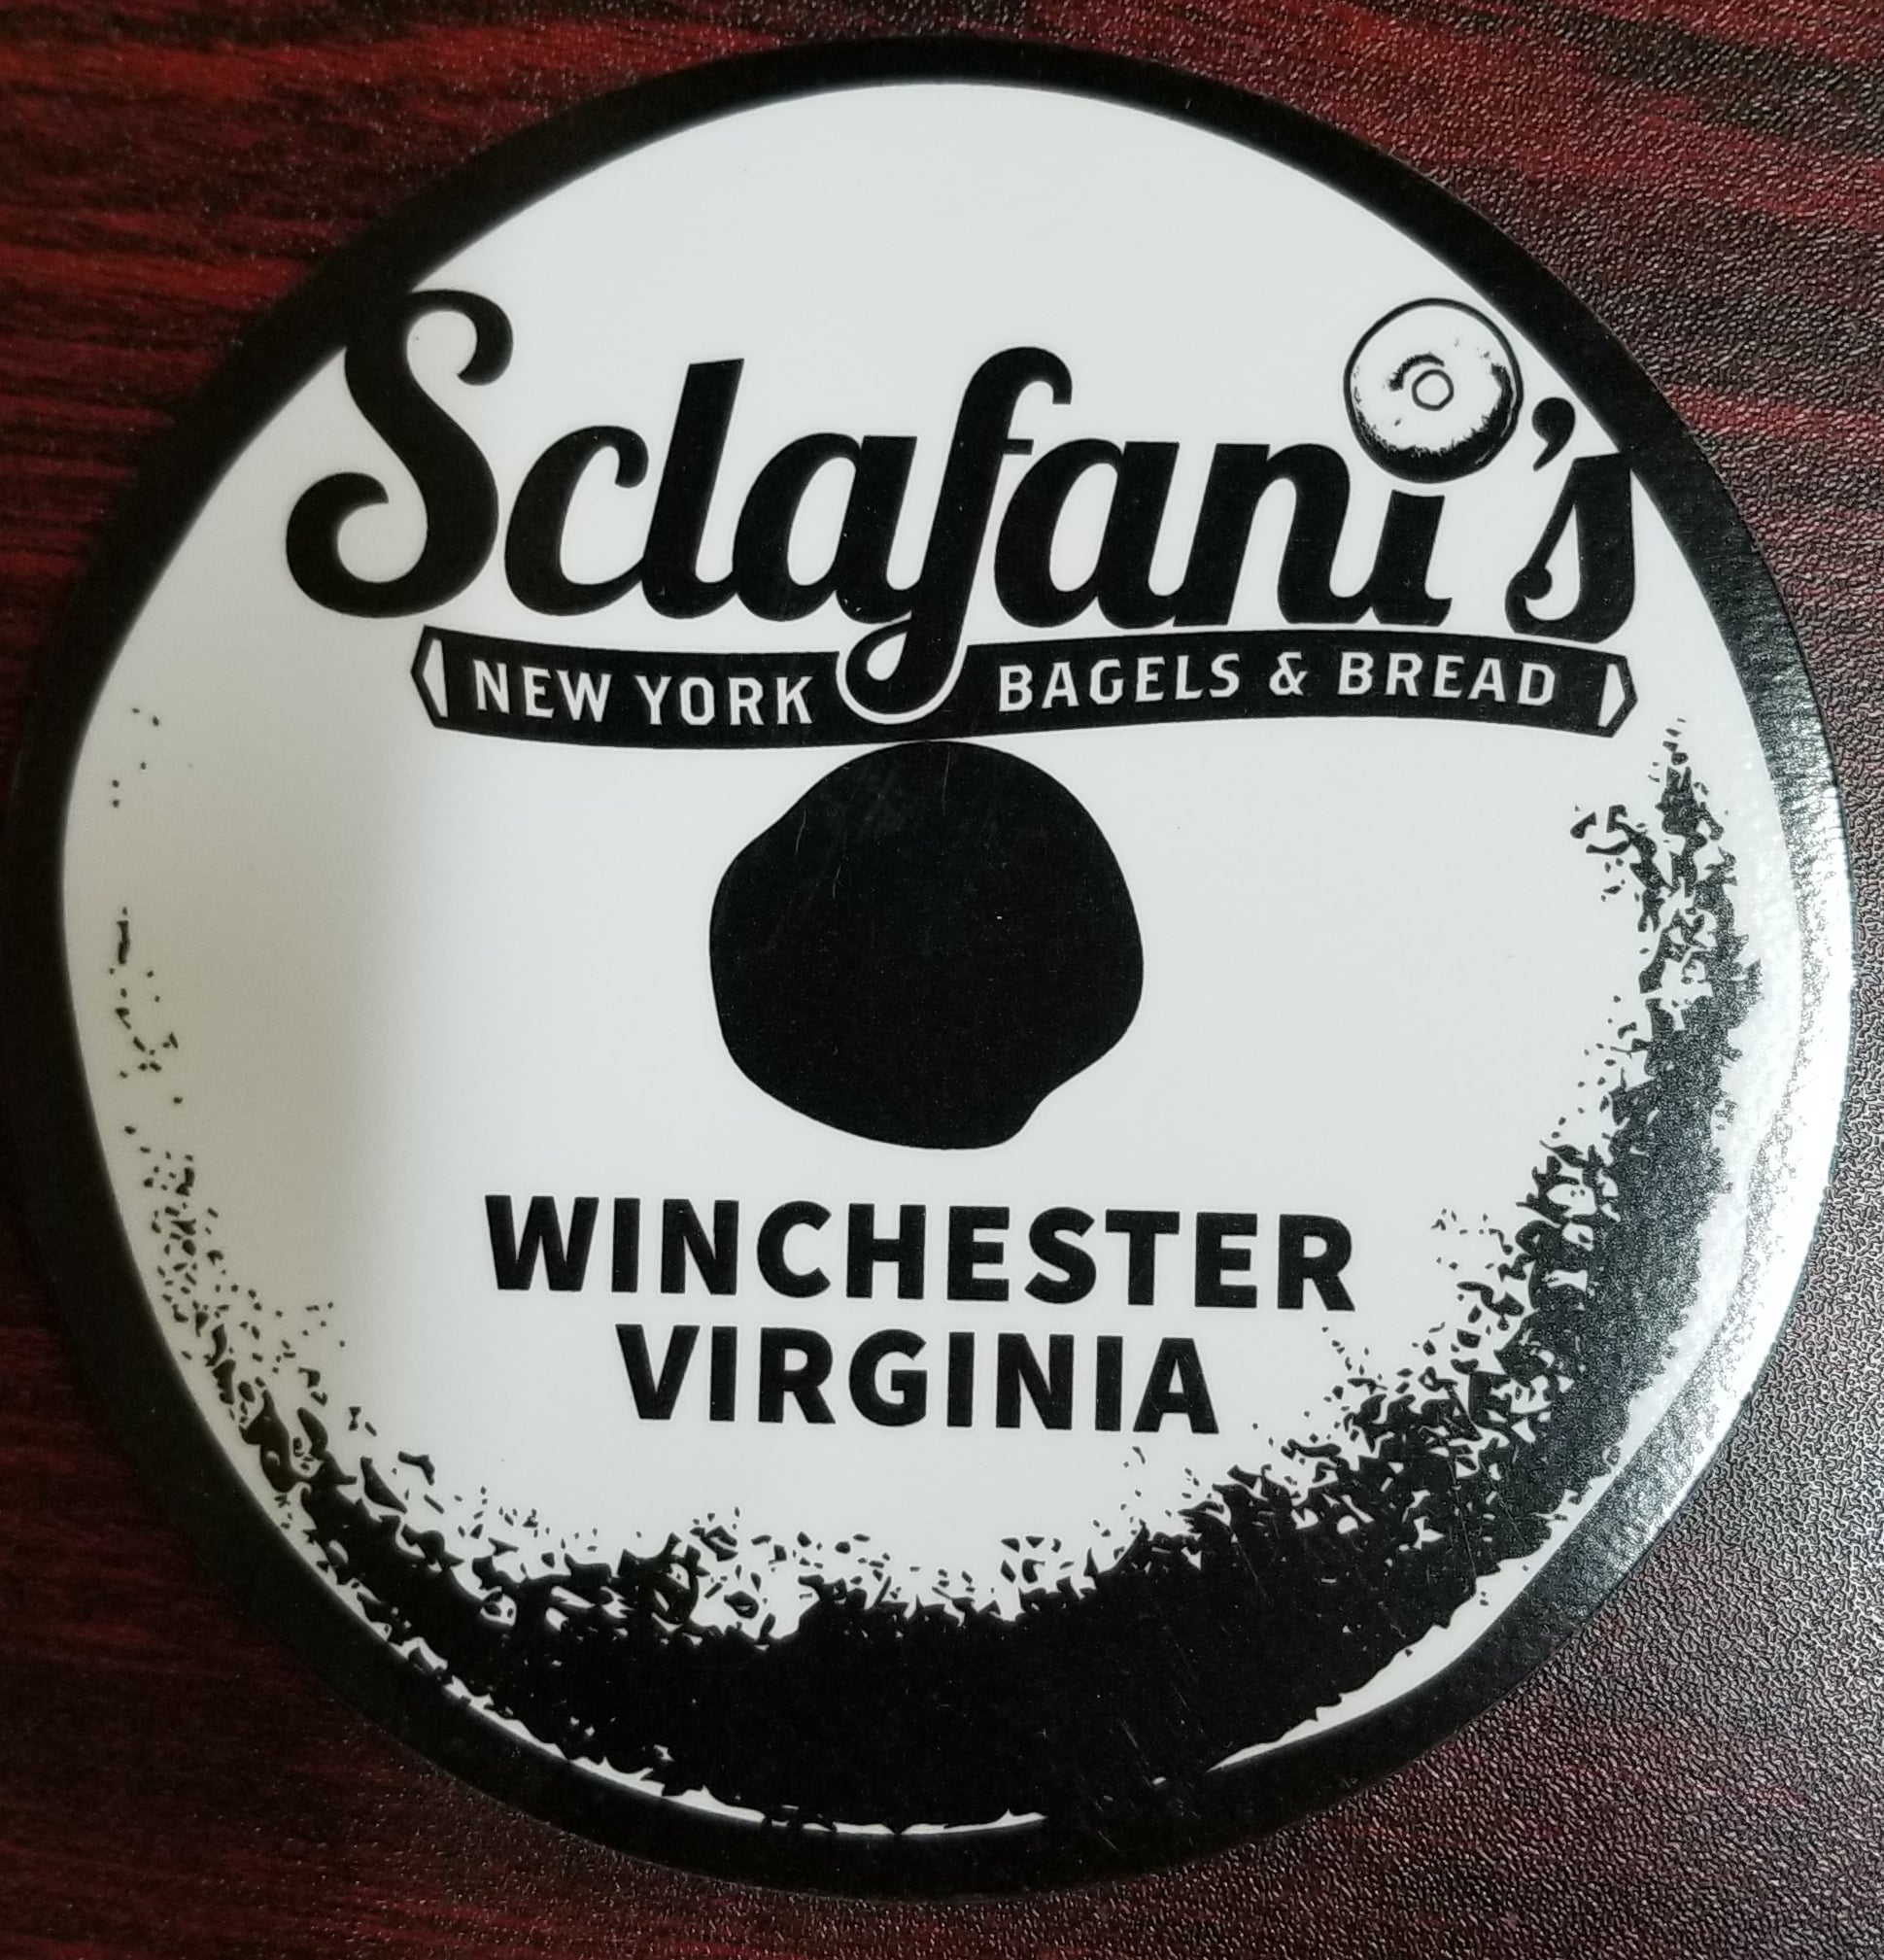 Sclafani's
NEW YORK BAGELS & BREAD
WINCHESTER
VIRGINIA